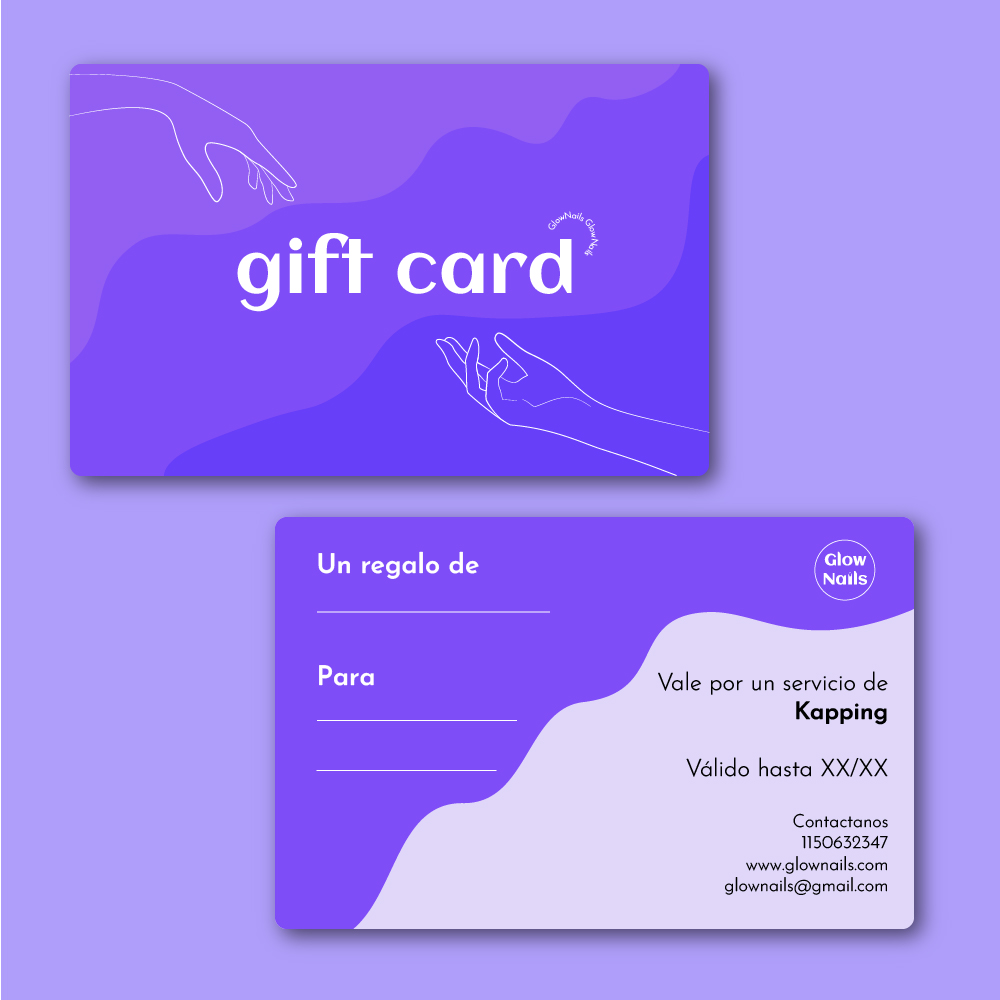 GlowNails GlowNails
gift card
Un regalo de
Glow
Nails
Para
Vale por un servicio de
Kapping
Válido hasta XX/XX
Contactanos
1150632347
www.glownails.com
glownails@gmail.com